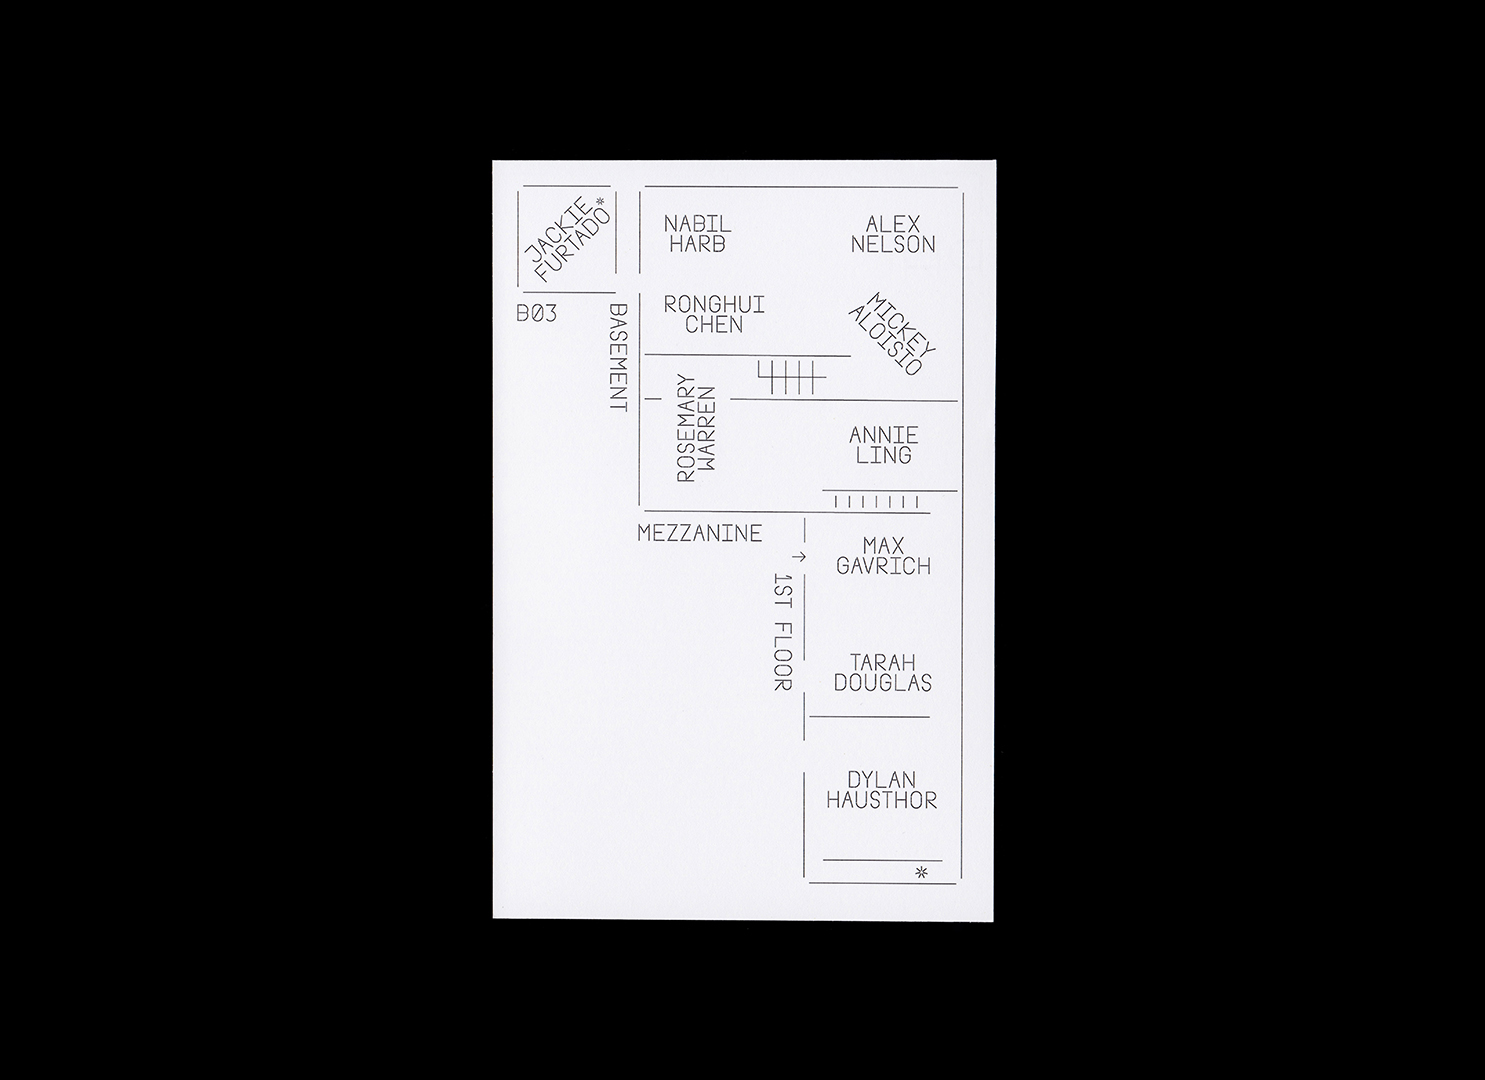 JACKIE
FURTADO*
B03
BASEMENT
NABIL
HARB
ALEX
NELSON
RONGHUI
CHEN
MICKEY
ALOISIO
ROSEMARY
WARREN
ANNIE
LING
MEZZANINE
→
1ST FLOOR
MAX
GAVRICH
TARAH
DOUGLAS
DYLAN
HAUSTHOR
*